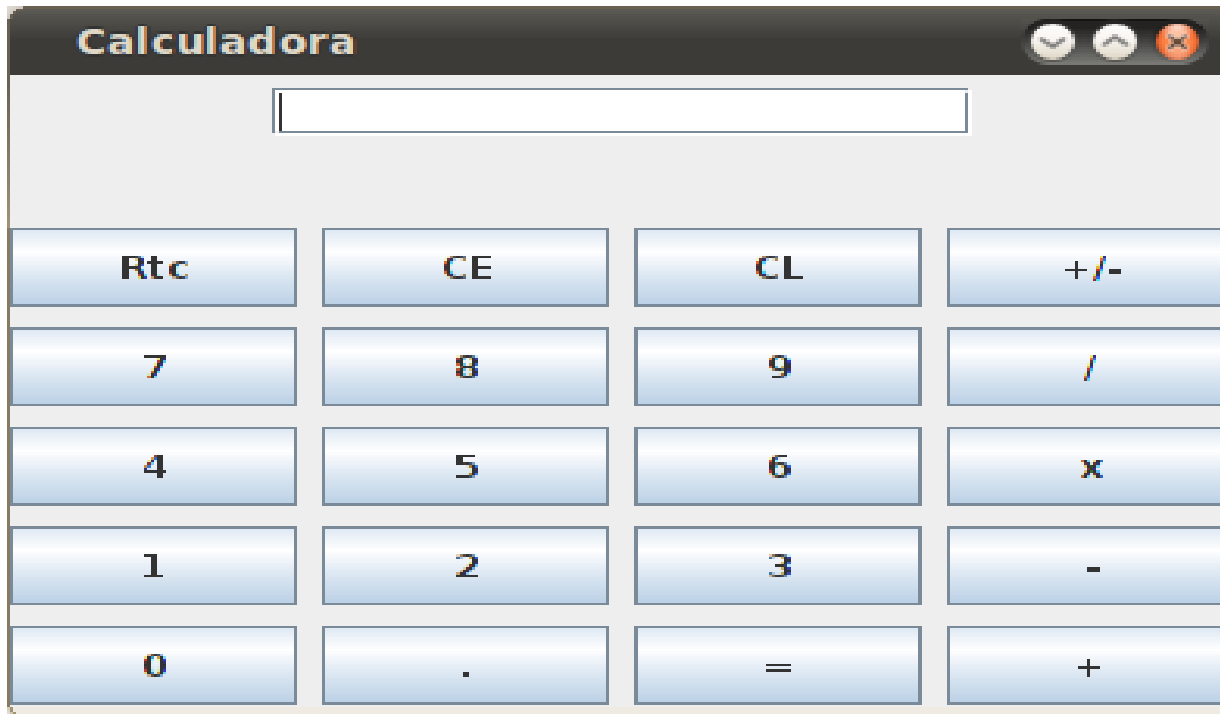 Calculadora
Rtc CE CL +/-
7 8 9 /
4 5 6 x
1 2 3 -
0 . = +